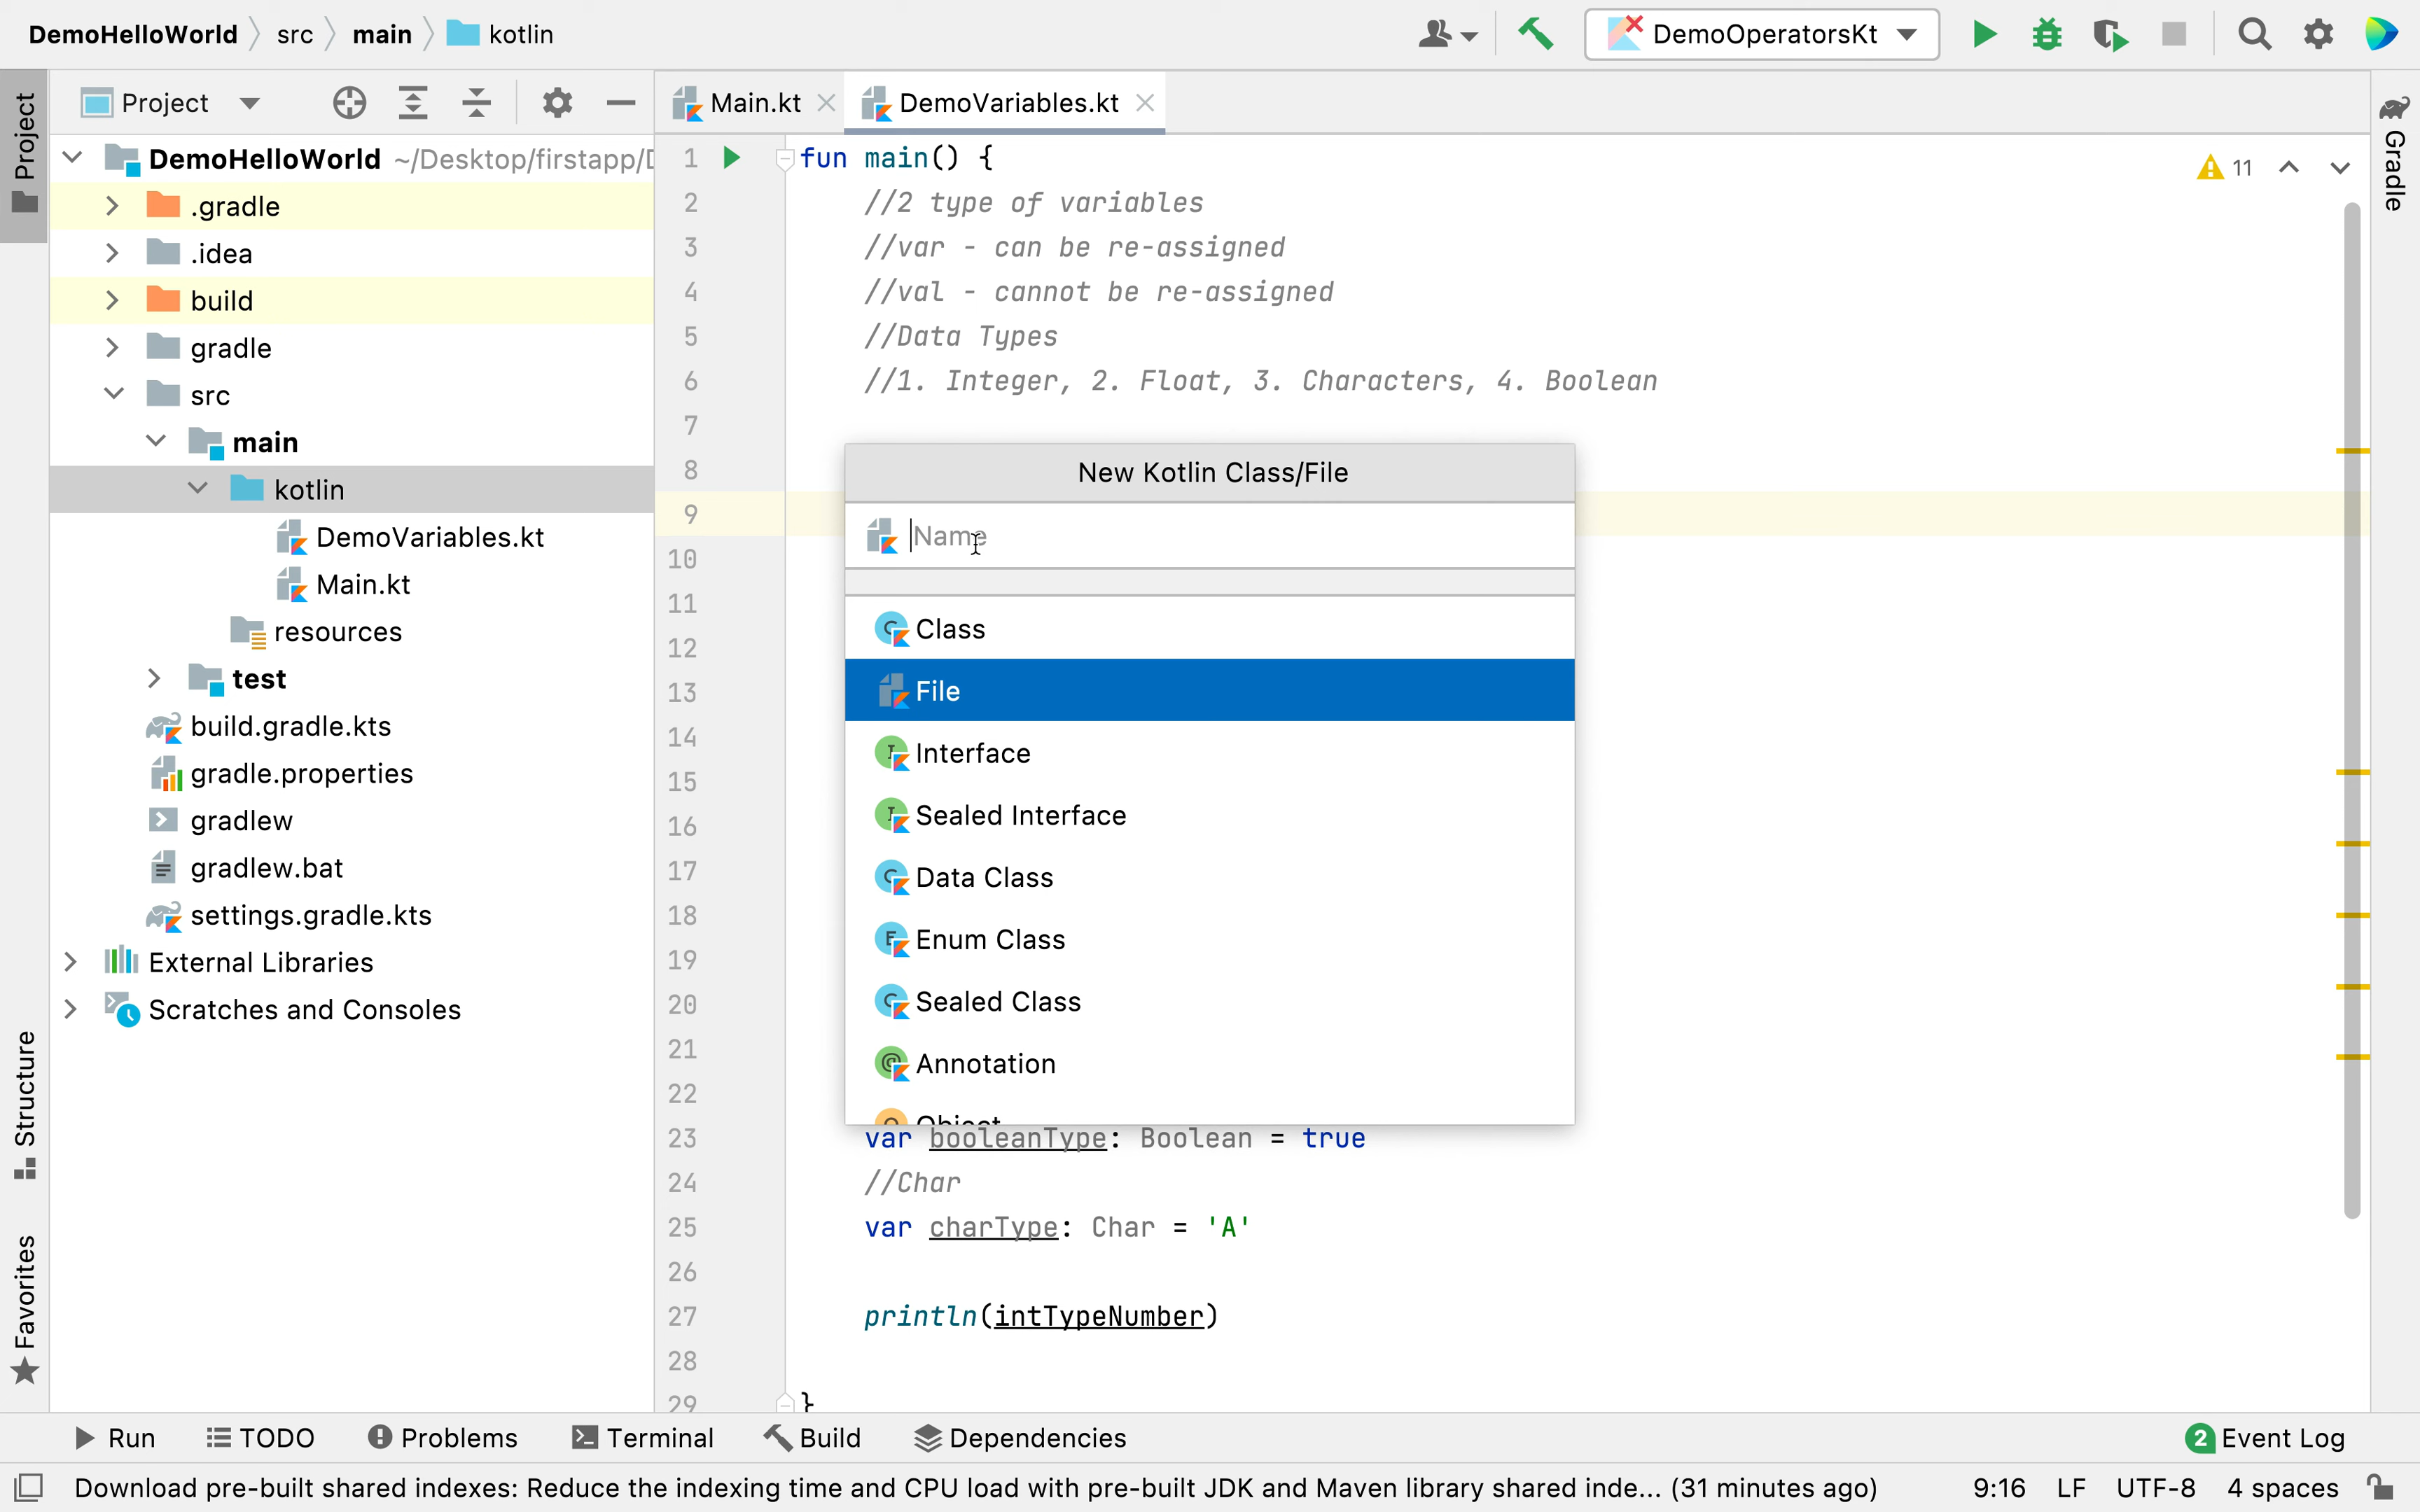 DemoHelloWorld src main kotlin
DemoOperatorsKt
Project
Project
Main.kt
DemoVariables.kt
Gradle
DemoHelloWorld ~/Desktop/firstapp/
.gradle
.idea
build
gradle
src
main
kotlin
DemoVariables.kt
Main.kt
resources
test
build.gradle.kts
gradle.properties
gradlew
gradlew.bat
settings.gradle.kts
External Libraries
Scratches and Consoles
Structure
Favorites
11
1 fun main() {
2 //2 type of variables
3 //var - can be re-assigned
4 //val - cannot be re-assigned
5 //Data Types
6 //1. Integer, 2. Float, 3. Characters, 4. Boolean
7
8
9
10
11
12
13
14
15
16
17
18
19
20
21
22
23 var booleanType: Boolean = true
24 //Char
25 var charType: Char = 'A'
26
27 println(intTypeNumber)
28
29 }
New Kotlin Class/File
Name
Class
File
Interface
Sealed Interface
Data Class
Enum Class
Sealed Class
Annotation
Object
Run TODO Problems Terminal Build Dependencies
2 Event Log
Download pre-built shared indexes: Reduce the indexing time and CPU load with pre-built JDK and Maven library shared inde... (31 minutes ago)
9:16 LF UTF-8 4 spaces